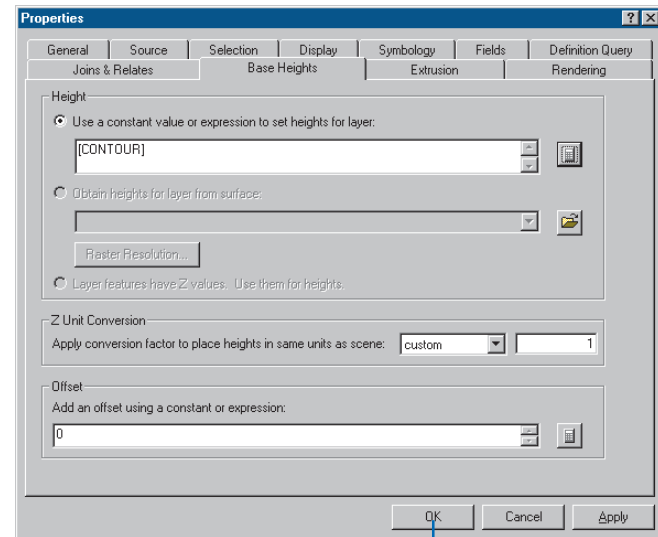 Properties
General Source Selection Display Symbology Fields Definition Query
Joins & Relates Base Heights Extrusion Rendering
Height
Use a constant value or expression to set heights for layer:
[CONTOUR]
Obtain heights for layer from surface:
Raster Resolution...
Layer features have Z values. Use them for heights.
Z Unit Conversion
Apply conversion factor to place heights in same units as scene: custom 1
Offset
Add an offset using a constant or expression:
0
OK Cancel Apply